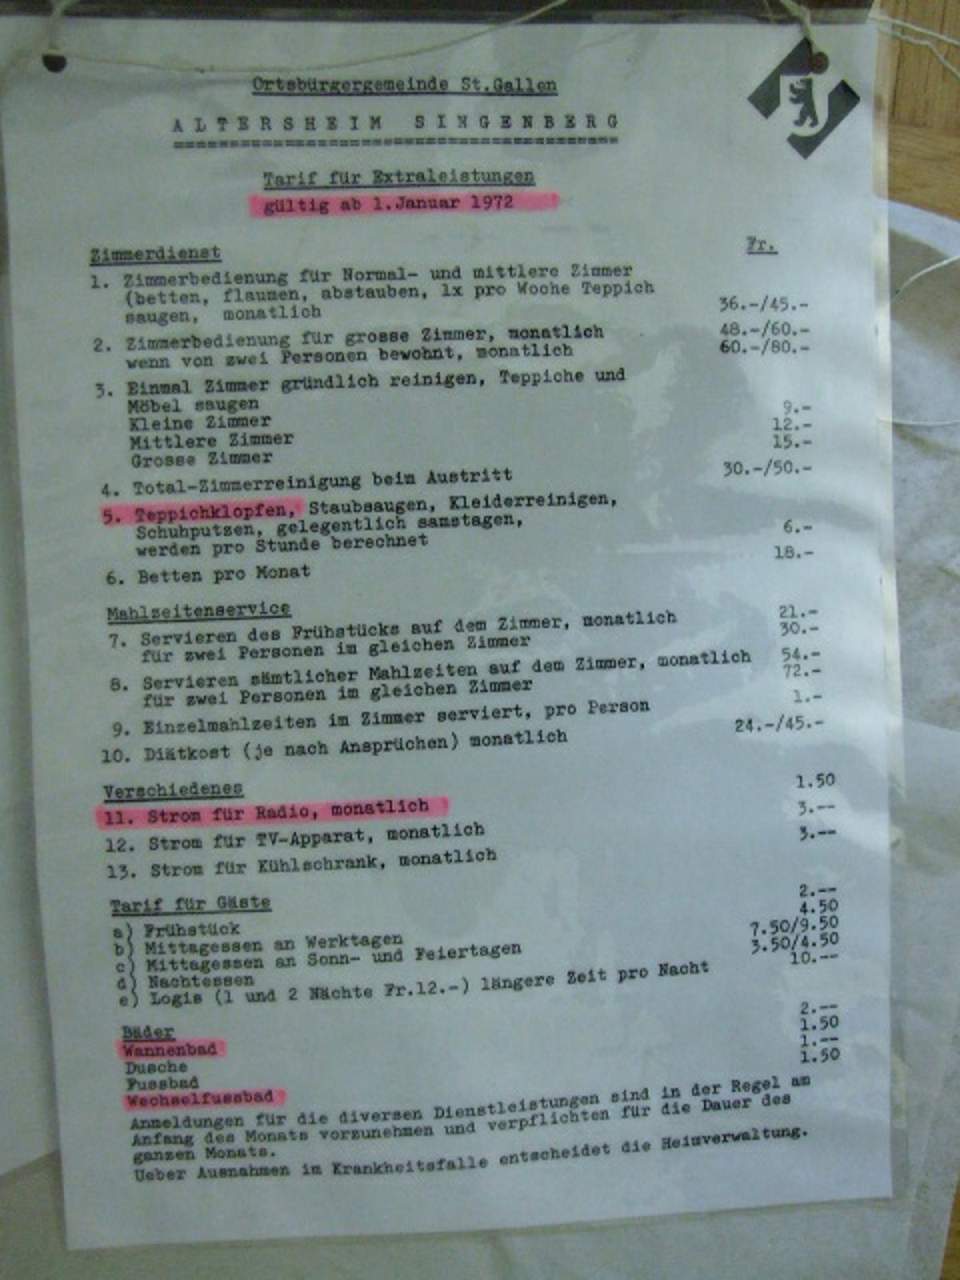 Ortsbürgergemeinde St.Gallen
ALTERSHEIM SINGENBERG
Tarif für Extraleistungen
gültig ab 1.Januar 1972
Fr.
Zimmerdienst
1. Zimmerbedienung für Normal- und mittlere Zimmer
(betten, flaumen, abstauben, 1x pro Woche Teppich
saugen, monatlich 36.-/45.-
2. Zimmerbedienung für grosse Zimmer, monatlich 48.-/60.-
wenn von zwei Personen bewohnt, monatlich 60.-/80.-
3. Einmal Zimmer gründlich reinigen, Teppiche und
Möbel saugen
Kleine Zimmer 9.-
Mittlere Zimmer 12.-
Grosse Zimmer 15.-
4. Total-Zimmerreinigung beim Austritt 30.-/50.-
5. Teppichklopfen, Staubsaugen, Kleiderreinigen,
Schuhputzen, gelegentlich samstagen,
werden pro Stunde berechnet 6.-
6. Betten pro Monat 18.-
Mahlzeitenservice
7. Servieren des Frühstücks auf dem Zimmer, monatlich 21.-
für zwei Personen im gleichen Zimmer 30.-
8. Servieren sämtlicher Mahlzeiten auf dem Zimmer, monatlich 54.-
für zwei Personen im gleichen Zimmer 72.-
9. Einzelmahlzeiten im Zimmer serviert, pro Person 1.-
10. Diätkost (je nach Ansprüchen) monatlich 24.-/45.-
Verschiedenes
11. Strom für Radio, monatlich 1.50
12. Strom für TV-Apparat, monatlich 3.--
13. Strom für Kühlschrank, monatlich 3.--
Tarif für Gäste
a) Frühstück 2.--
b) Mittagessen an Werktagen 4.50
c) Mittagessen an Sonn- und Feiertagen 7.50/9.50
d) Nachtessen 3.50/4.50
e) Logis (1 und 2 Nächte Fr.12.-) längere Zeit pro Nacht 10.--
Bäder
Wannenbad 2.--
Dusche 1.50
Fussbad 1.--
Wechselfussbad 1.50
Anmeldungen für die diversen Dienstleistungen sind in der Regel am
Anfang des Monats vorzunehmen und verpflichten für die Dauer des
ganzen Monats.
Ueber Ausnahmen im Krankheitsfalle entscheidet die Heimverwaltung.